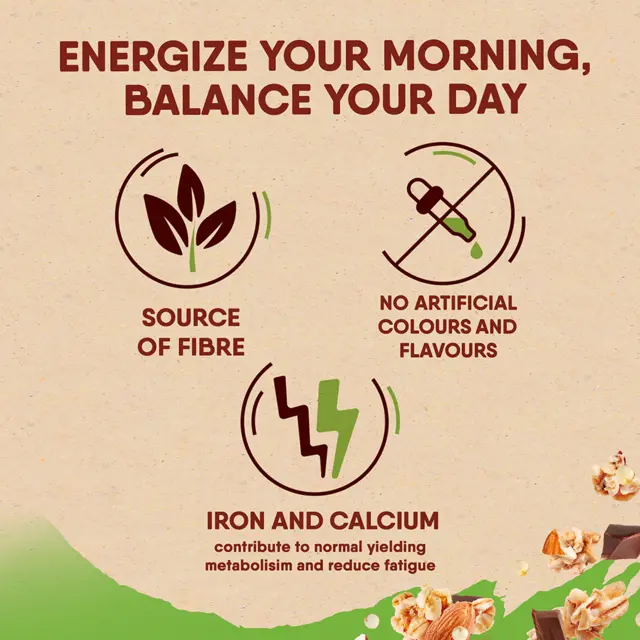 ENERGIZE YOUR MORNING,
BALANCE YOUR DAY
SOURCE
OF FIBRE
NO ARTIFICIAL
COLOURS AND
FLAVOURS
IRON AND CALCIUM
contribute to normal yielding
metabolisim and reduce fatigue